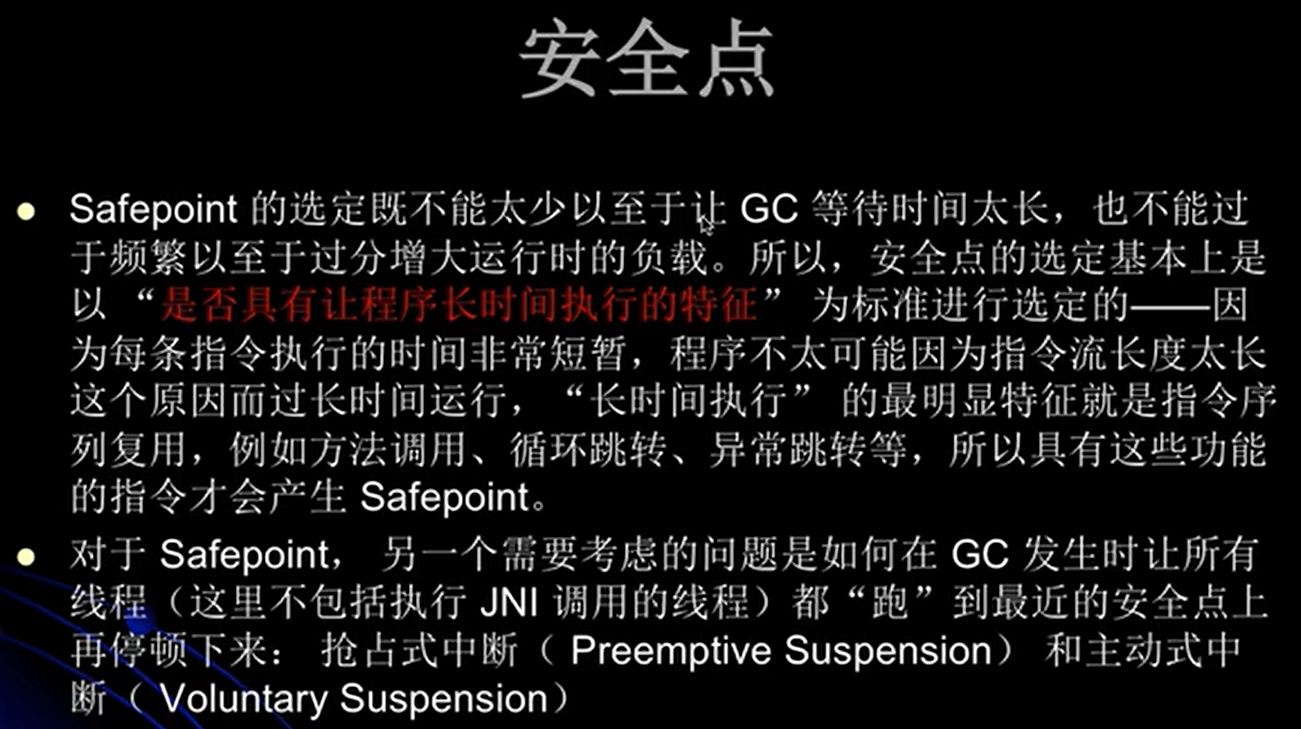 安全点
Safepoint 的选定既不能太少以至于让 GC 等待时间太长，也不能过
于频繁以至于过分增大运行时的负载。所以，安全点的选定基本上是
以 “是否具有让程序长时间执行的特征” 为标准进行选定的——因
为每条指令执行的时间非常短暂，程序不太可能因为指令流长度太长
这个原因而过长时间运行，“长时间执行” 的最明显特征就是指令序
列复用，例如方法调用、循环跳转、异常跳转等，所以具有这些功能
的指令才会产生 Safepoint。
对于 Safepoint， 另一个需要考虑的问题是如何在 GC 发生时让所有
线程（这里不包括执行 JNI 调用的线程）都“跑”到最近的安全点上
再停顿下来： 抢占式中断（ Preemptive Suspension） 和主动式中
断（ Voluntary Suspension）